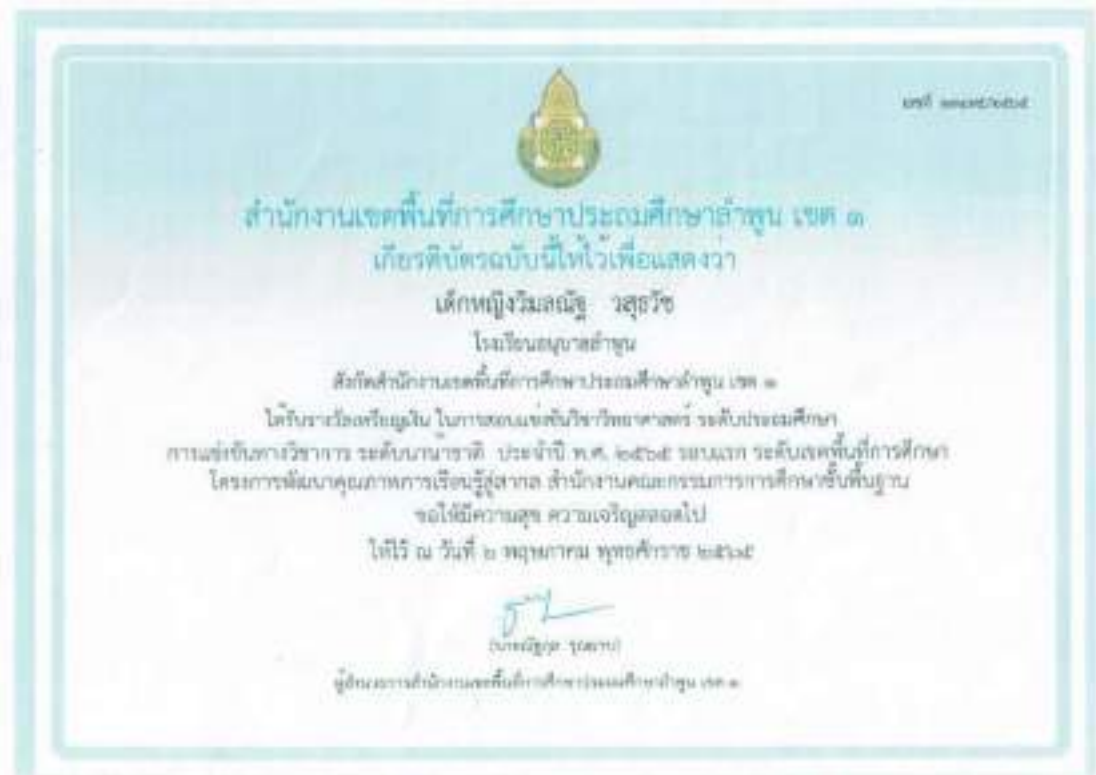 เลขที่
สำนักงานเขตพื้นที่การศึกษาประถมศึกษาลำพูน เขต ๑
เกียรติบัตรฉบับนี้ให้ไว้เพื่อแสดงว่า
เด็กหญิงวิมลณัฐ วสุธวัช
โรงเรียนอนุบาลลำพูน
สังกัดสำนักงานเขตพื้นที่การศึกษาประถมศึกษาลำพูน เขต ๑
ได้รับรางวัลเหรียญเงิน ในการสอบแข่งขันวิชาวิทยาศาสตร์ ระดับประถมศึกษา
การแข่งขันทางวิชาการ ระดับนานาชาติ ประจำปี พ.ศ. ๒๕๖๕ รอบแรก ระดับเขตพื้นที่การศึกษา
โครงการพัฒนาคุณภาพการเรียนรู้สู่สากล สำนักงานคณะกรรมการการศึกษาขั้นพื้นฐาน
ขอให้มีความสุข ความเจริญตลอดไป
ให้ไว้ ณ วันที่ ๒ พฤษภาคม พุทธศักราช ๒๕๖๕
ผู้อำนวยการสำนักงานเขตพื้นที่การศึกษาประถมศึกษาลำพูน เขต ๑